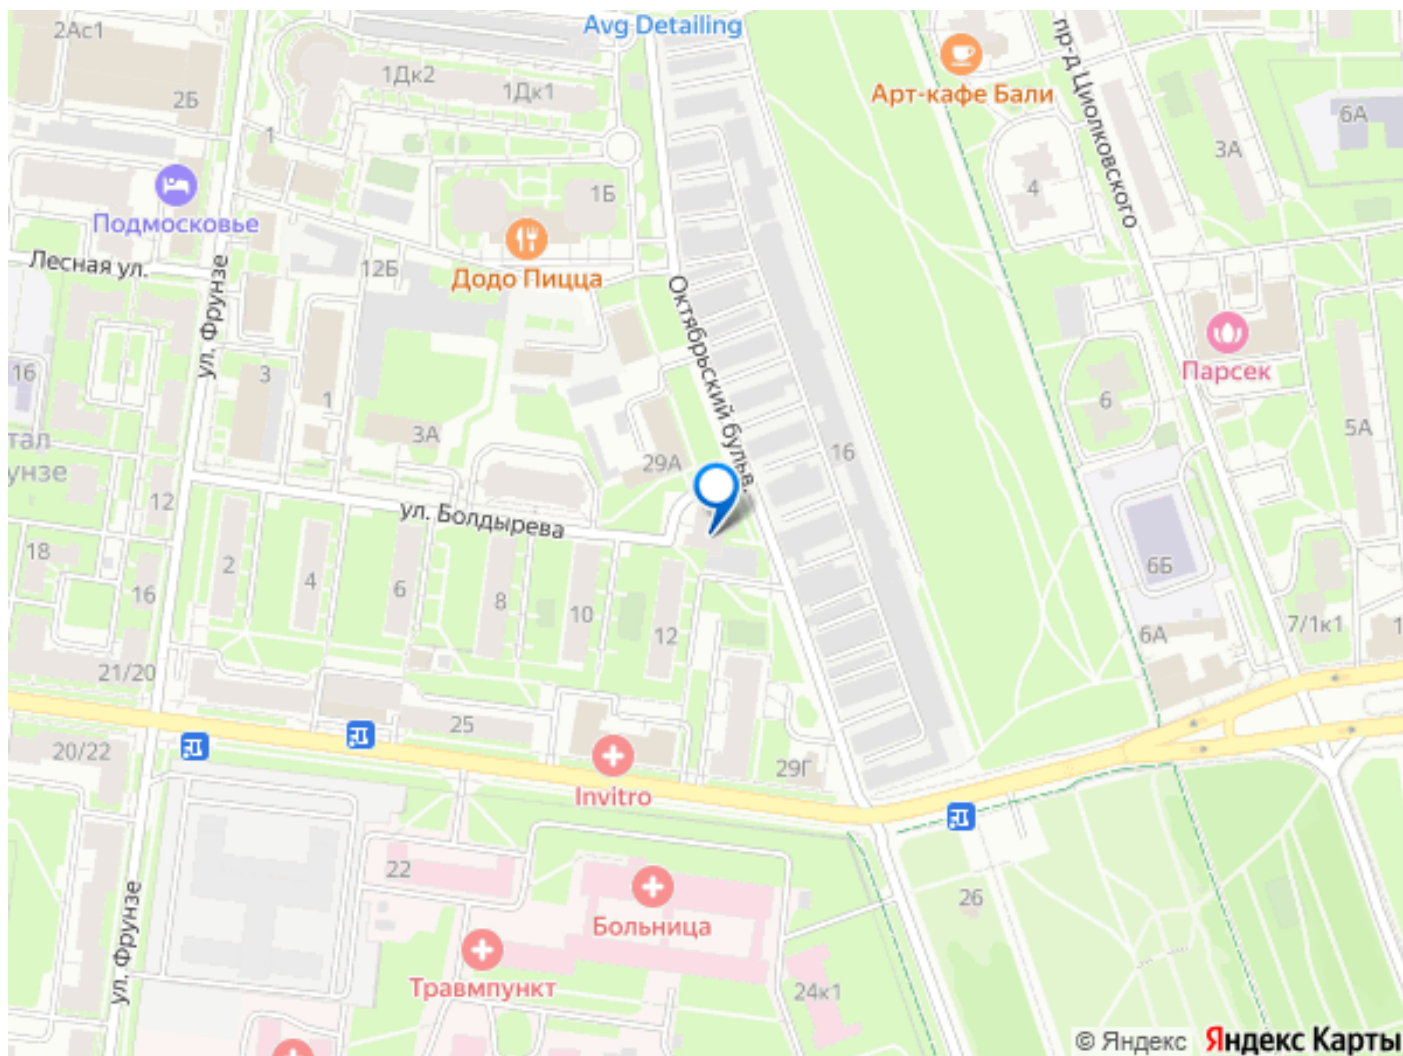 Avg Detailing
2Ас1
1Дк2
1Дк1
2Б
1
Арт-кафе Бали
пр-д Циолковского
6А
3А
4
1Б
Подмосковье
Лесная ул.
ул. Фрунзе
12Б
Додо Пицца
Октябрьский бульв.
Парсек
16
3
1
3А
29А
16
6
5А
тал
унзе
12
ул. Болдырева
18
2
4
6
8
10
12
16
6Б
6А
7/1к1
1
21/20
25
20/22
Invitro
29Г
22
Больница
26
ул. Фрунзе
Травмпункт
24к1
© Яндекс Яндекс Карты